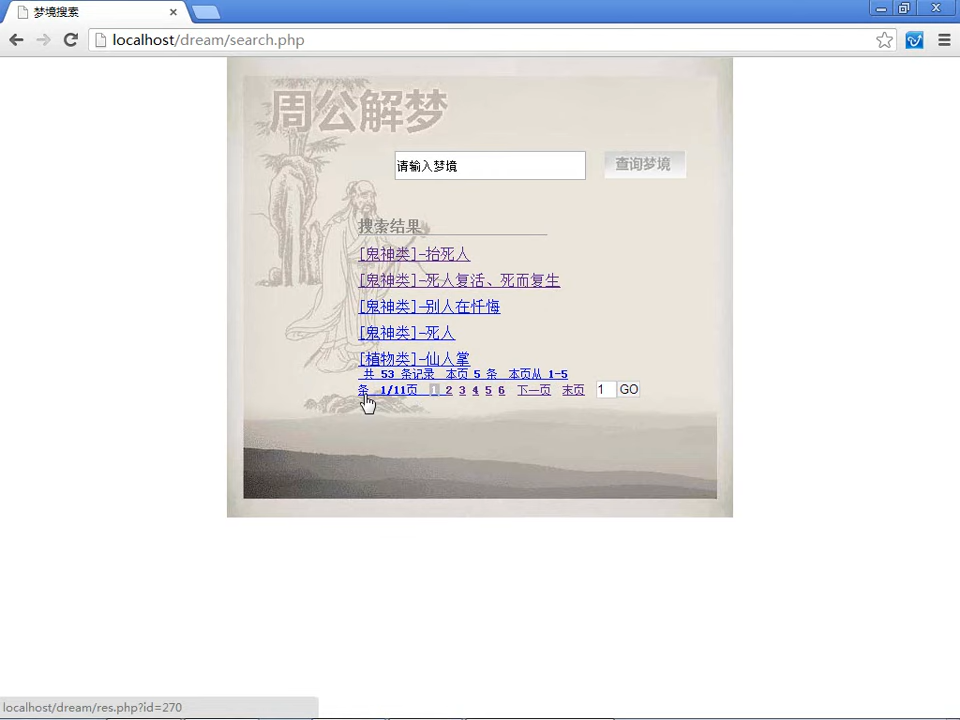 梦境搜索
localhost/dream/search.php
周公解梦
请输入梦境 查询梦境
搜索结果
[鬼神类]-抬死人
[鬼神类]-死人复活、死而复生
[鬼神类]-别人在忏悔
[鬼神类]-死人
[植物类]-仙人掌
共 53 条记录 本页 5 条 本页从 1-5
条 1/11页 1 2 3 4 5 6 下一页 末页 1 GO
localhost/dream/res.php?id=270